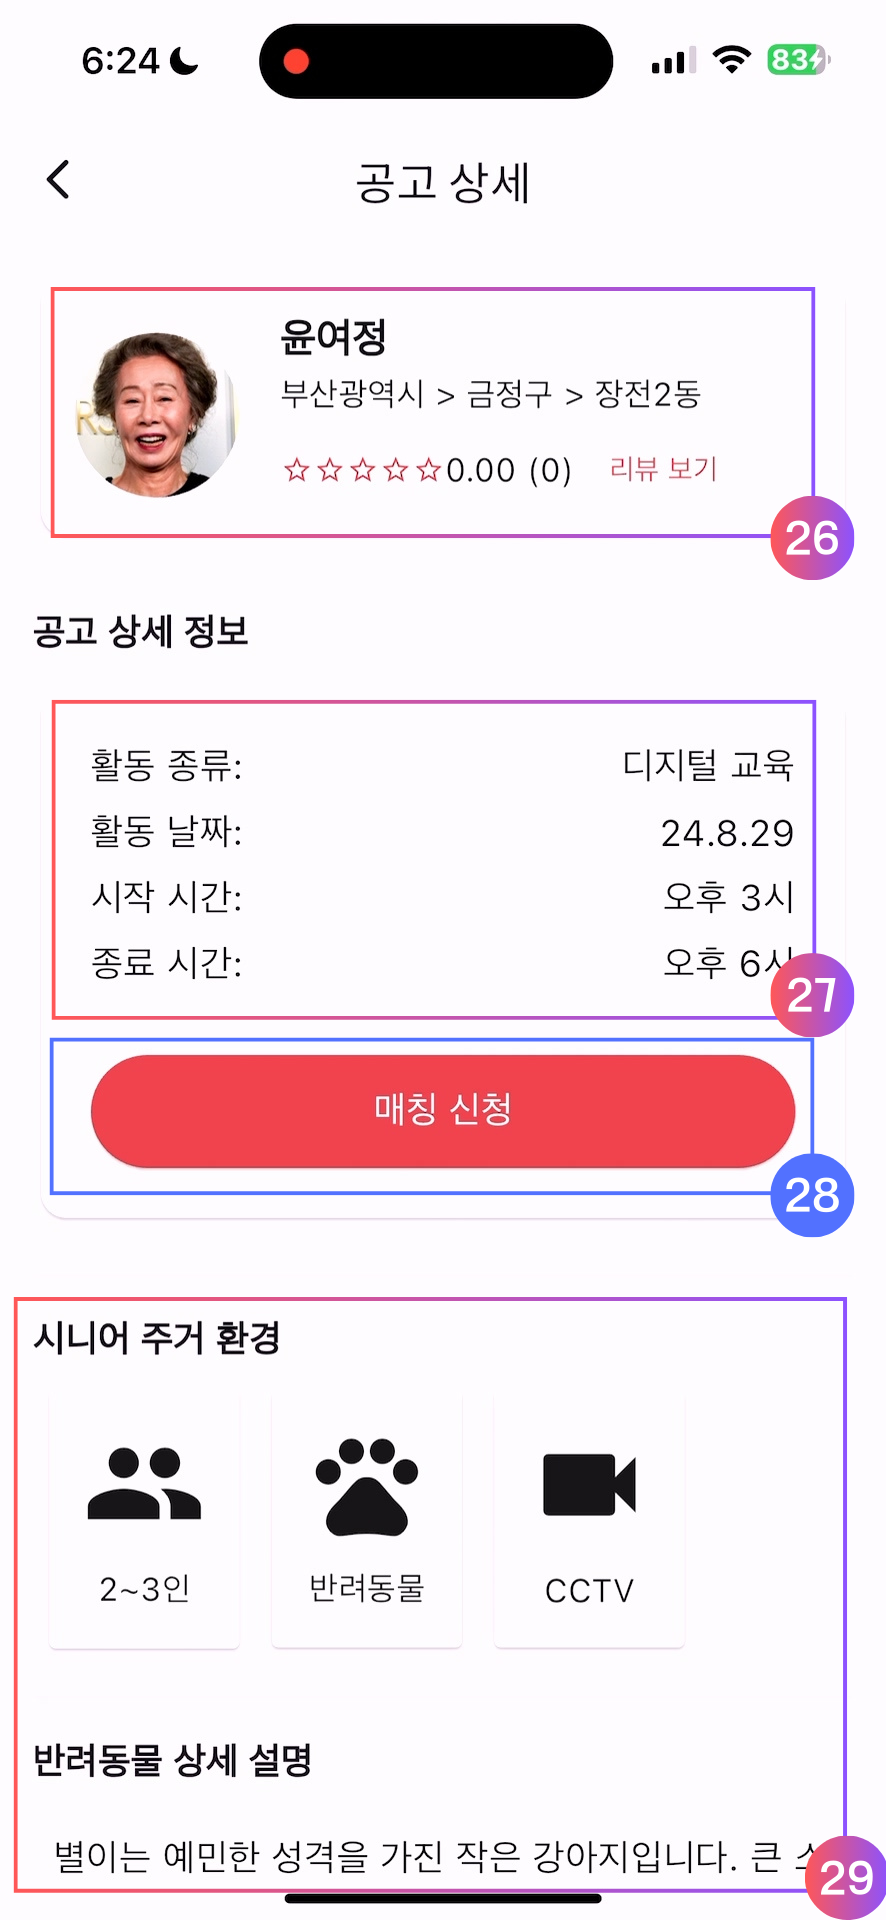 6:24
83
공고 상세
윤여정
부산광역시 > 금정구 > 장전2동
☆☆☆☆☆0.00 (0) 리뷰 보기
26
공고 상세 정보
활동 종류: 디지털 교육
활동 날짜: 24.8.29
시작 시간: 오후 3시
종료 시간: 오후 6시
27
매칭 신청
28
시니어 주거 환경
2~3인 반려동물 CCTV
반려동물 상세 설명
별이는 예민한 성격을 가진 작은 강아지입니다. 큰
29